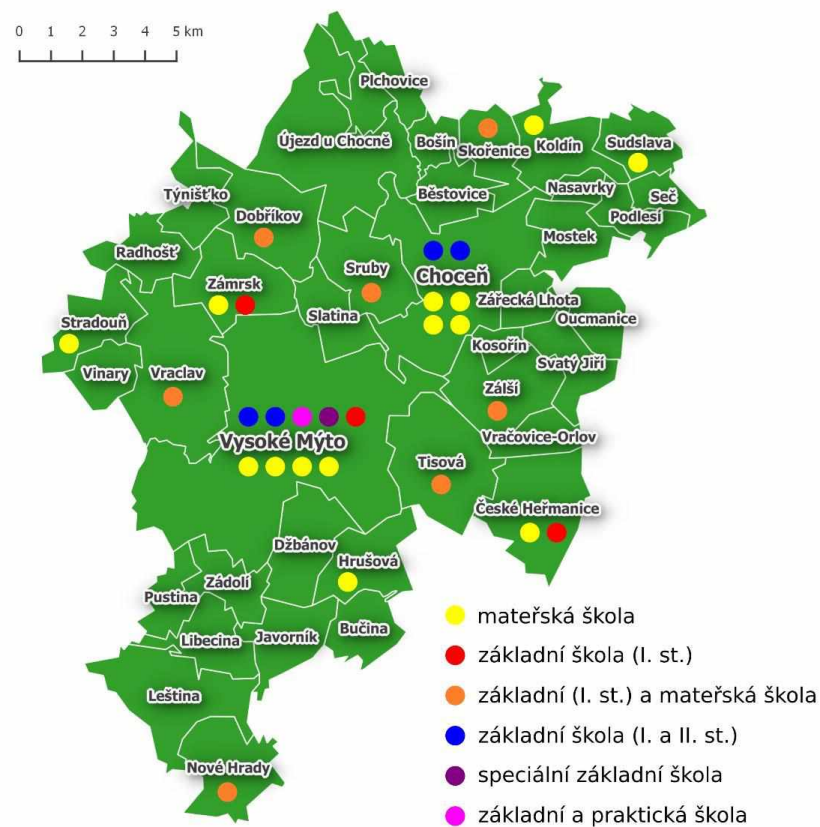 0 1 2 3 4 5 km
Plchovice
Újezd u Chocně
Bošín
Skořenice
Koldín
Sudslava
Týnišťko
Běstovice
Nasavrky
Seč
Dobříkov
Podlesí
Mostek
Radhošť
Sruby
Choceň
Zámrsk
Zářecká Lhota
Slatina
Oucmanice
Stradouň
Kosořín
Svatý Jiří
Vinary
Vraclav
Zálší
Vysoké Mýto
Vračovice-Orlov
Tisová
České Heřmanice
Džbánov
Hrušová
Zádolí
Pustina
Bučina
Libecina
Javorník
Leština
Nové Hrady
mateřská škola
základní škola (I. st.)
základní (I. st.) a mateřská škola
základní škola (I. a II. st.)
speciální základní škola
základní a praktická škola